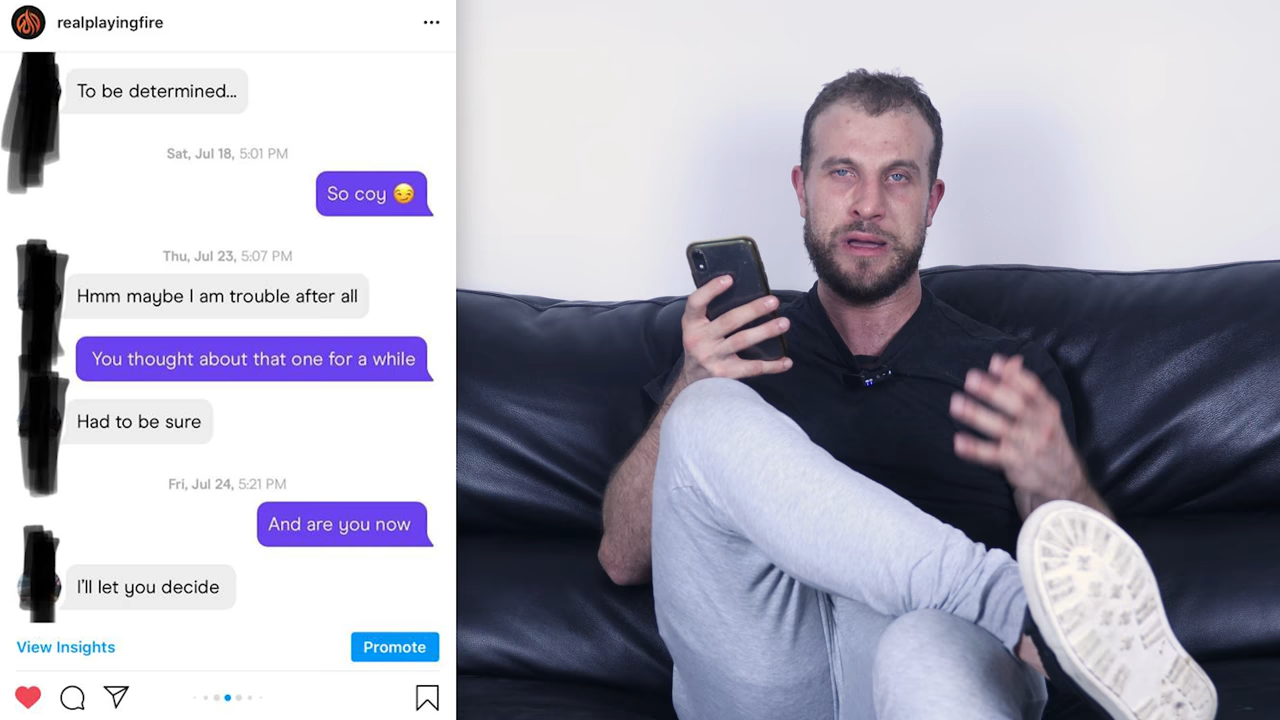 realplayingfire
To be determined...
Sat, Jul 18, 5:01 PM
So coy 😏
Thu, Jul 23, 5:07 PM
Hmm maybe I am trouble after all
You thought about that one for a while
Had to be sure
Fri, Jul 24, 5:21 PM
And are you now
I'll let you decide
View Insights
Promote